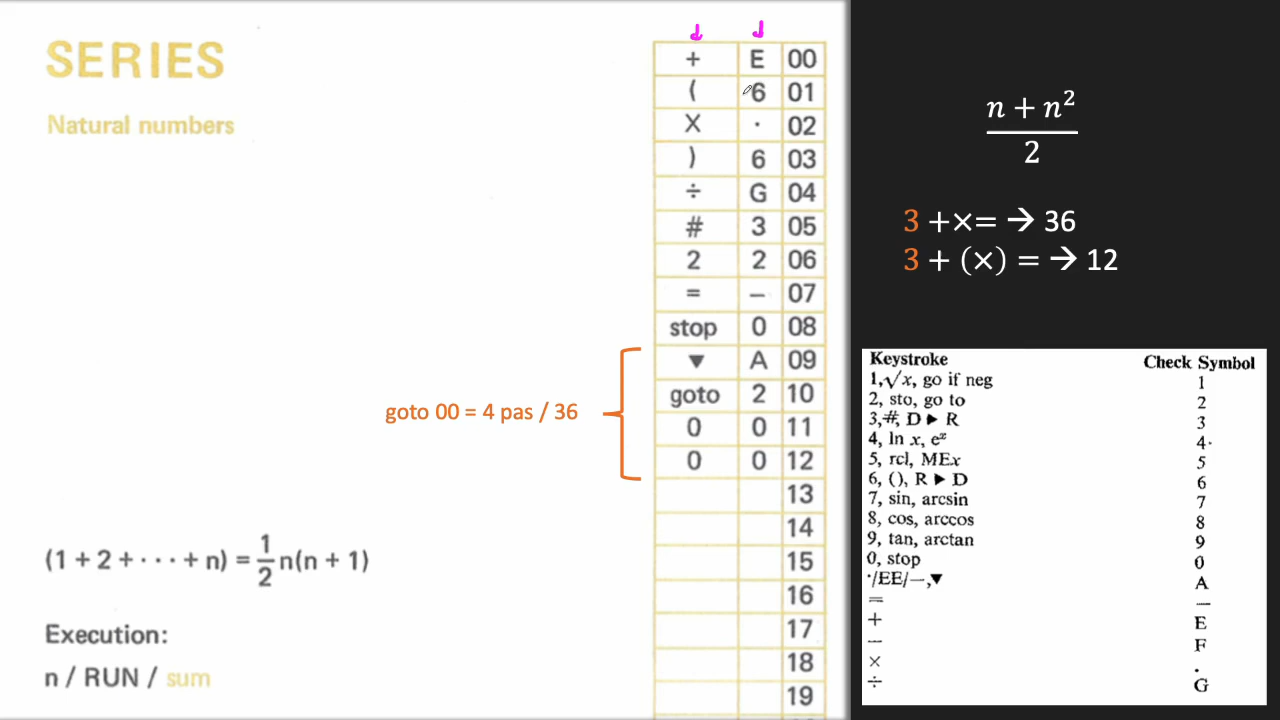 SERIES
Natural numbers
+ E 00
( 6 01
X · 02
) 6 03
÷ G 04
# 3 05
2 2 06
= — 07
stop 0 08
▼ A 09
goto 2 10
0 0 11
0 0 12
13
14
15
16
17
18
19
goto 00 = 4 pas / 36
(1 + 2 + · · · + n) = 1/2 n(n + 1)
Execution:
n / RUN / sum
n + n²
2
3 +×= → 36
3 + (×) = → 12
Keystroke Check Symbol
1,√x, go if neg 1
2, sto, go to 2
3,#, D ▶ R 3
4, ln x, eˣ 4
5, rcl, MEx 5
6, (), R ▶ D 6
7, sin, arcsin 7
8, cos, arccos 8
9, tan, arctan 9
0, stop 0
·/EE/—,▼ A
= —
+ E
− F
× ·
÷ G